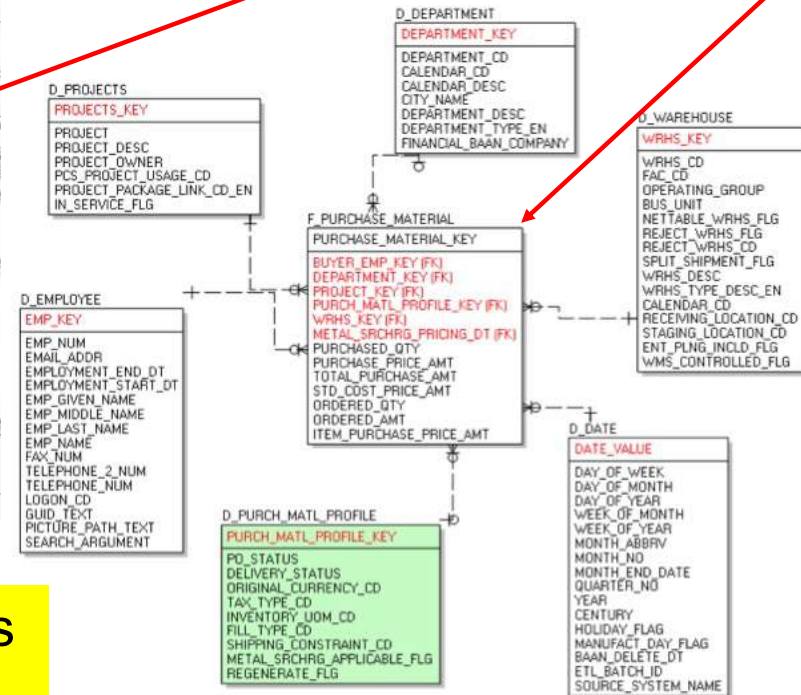 D_DEPARTMENT
DEPARTMENT_KEY
DEPARTMENT_CD
CALENDAR_CD
CALENDAR_DESC
CITY_NAME
DEPARTMENT_DESC
DEPARTMENT_TYPE_EN
FINANCIAL_BAAN_COMPANY
D_PROJECTS
PROJECTS_KEY
PROJECT
PROJECT_DESC
PROJECT_OWNER
PCS_PROJECT_USAGE_CD
PROJECT_PACKAGE_LINK_CD_EN
IN_SERVICE_FLG
D_WAREHOUSE
WRHS_KEY
WRHS_CD
FAC_CD
OPERATING_GROUP
BUS_UNIT
NETTABLE_WRHS_FLG
REJECT_WRHS_FLG
REJECT_WRHS_CD
SPLIT_SHIPMENT_FLG
WRHS_DESC
WRHS_TYPE_DESC_EN
CALENDAR_CD
RECEIVING_LOCATION_CD
STAGING_LOCATION_CD
ENT_PLNG_INCLD_FLG
WMS_CONTROLLED_FLG
F_PURCHASE_MATERIAL
PURCHASE_MATERIAL_KEY
BUYER_EMP_KEY (FK)
DEPARTMENT_KEY (FK)
PROJECT_KEY (FK)
PURCH_MATL_PROFILE_KEY (FK)
WRHS_KEY (FK)
METAL_SRCHRG_PRICING_DT (FK)
PURCHASED_QTY
PURCHASE_PRICE_AMT
TOTAL_PURCHASE_AMT
STD_COST_PRICE_AMT
ORDERED_QTY
ORDERED_AMT
ITEM_PURCHASE_PRICE_AMT
D_EMPLOYEE
EMP_KEY
EMP_NUM
EMAIL_ADDR
EMPLOYMENT_END_DT
EMPLOYMENT_START_DT
EMP_GIVEN_NAME
EMP_MIDDLE_NAME
EMP_LAST_NAME
EMP_NAME
FAX_NUM
TELEPHONE_2_NUM
TELEPHONE_NUM
LOGON_CD
GUID_TEXT
PICTURE_PATH_TEXT
SEARCH_ARGUMENT
D_DATE
DATE_VALUE
DAY_OF_WEEK
DAY_OF_MONTH
DAY_OF_YEAR
WEEK_OF_MONTH
WEEK_OF_YEAR
MONTH_ABBRV
MONTH_NO
MONTH_END_DATE
QUARTER_NO
YEAR
CENTURY
HOLIDAY_FLAG
MANUFACT_DAY_FLAG
BAAN_DELETE_DT
ETL_BATCH_ID
SOURCE_SYSTEM_NAME
D_PURCH_MATL_PROFILE
PURCH_MATL_PROFILE_KEY
PO_STATUS
DELIVERY_STATUS
ORIGINAL_CURRENCY_CD
TAX_TYPE_CD
INVENTORY_UOM_CD
FILL_TYPE_CD
SHIPPING_CONSTRAINT_CD
METAL_SRCHRG_APPLICABLE_FLG
REGENERATE_FLG
s